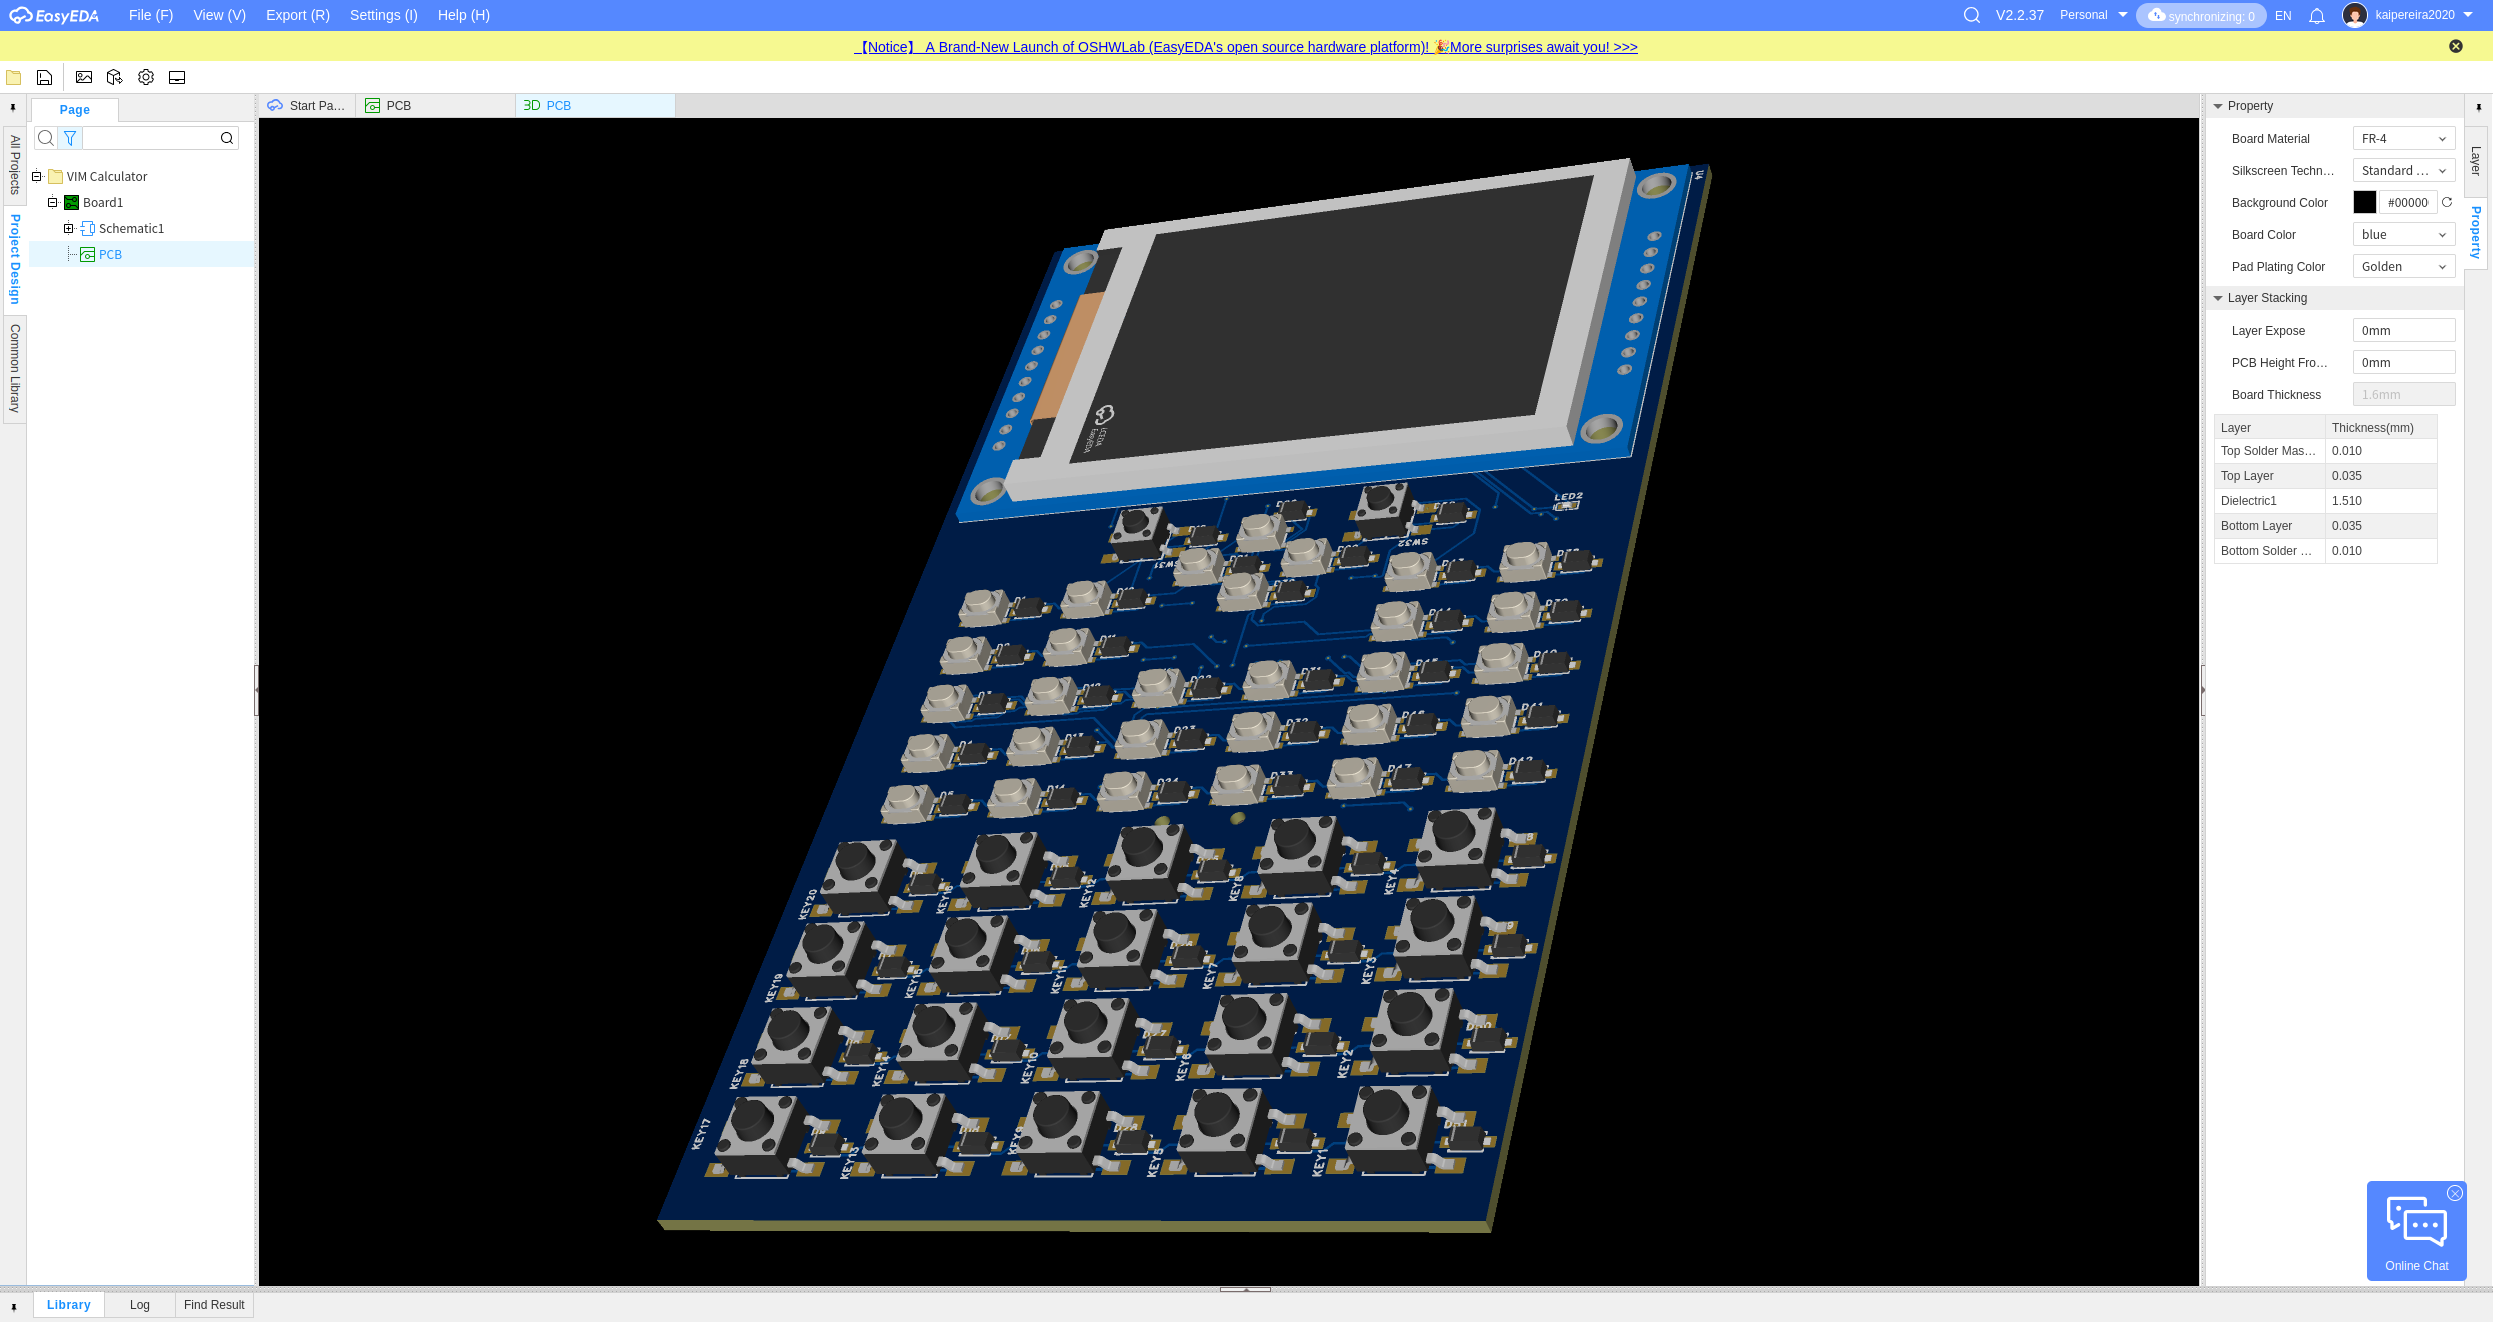 EasyEDA File (F) View (V) Export (R) Settings (I) Help (H) V2.2.37 Personal synchronizing: 0 EN kaipereira2020
【Notice】 A Brand-New Launch of OSHWLab (EasyEDA's open source hardware platform)! 🎉More surprises await you! >>>
Page
All Projects
Project Design
Common Library
VIM Calculator
Board1
Schematic1
PCB
Start Pa...
PCB
3D PCB
U4
LCEDA
EasyEDA
LED2
SW31
SW32
KEY20
KEY16
KEY12
KEY8
KEY4
KEY19
KEY15
KEY11
KEY7
KEY3
KEY18
KEY14
KEY10
KEY6
KEY2
KEY17
KEY13
KEY9
KEY5
KEY1
Property
Board Material FR-4
Silkscreen Techn... Standard ...
Background Color #00000
Board Color blue
Pad Plating Color Golden
Layer Stacking
Layer Expose 0mm
PCB Height Fro... 0mm
Board Thickness 1.6mm
Layer Thickness(mm)
Top Solder Mas... 0.010
Top Layer 0.035
Dielectric1 1.510
Bottom Layer 0.035
Bottom Solder ... 0.010
Layer
Property
Online Chat
Library Log Find Result